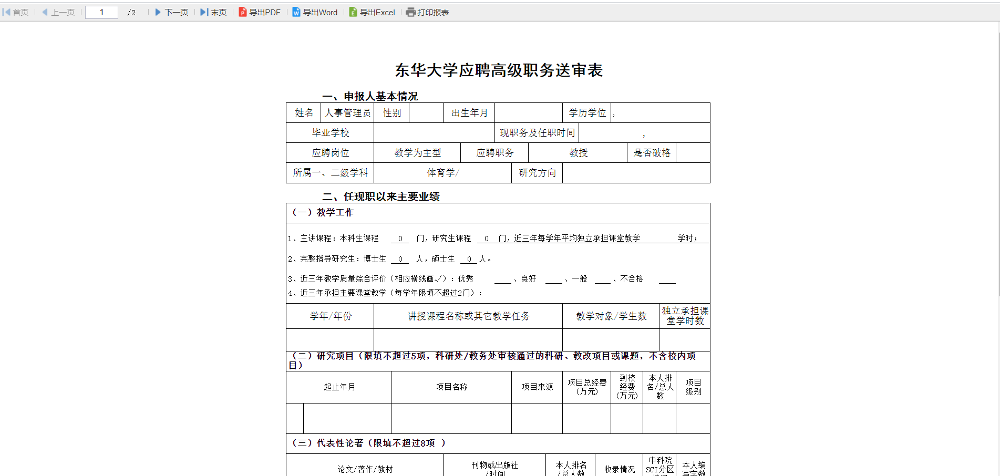 首页 上一页 1 /2 下一页 末页 导出PDF 导出Word 导出Excel 打印报表
东华大学应聘高级职务送审表
一、申报人基本情况
姓名 人事管理员 性别 出生年月 学历学位 ,
毕业学校 现职务及任职时间 ,
应聘岗位 教学为主型 应聘职务 教授 是否破格
所属一、二级学科 体育学/ 研究方向
二、任现职以来主要业绩
（一）教学工作
1、主讲课程：本科生课程 0 门，研究生课程 0 门，近三年每学年平均独立承担课堂教学 学时；
2、完整指导研究生：博士生 0 人，硕士生 0 人。
3、近三年教学质量综合评价（相应横线画√）：优秀 、良好 、一般 、不合格
4、近三年承担主要课堂教学（每学年限填不超过2门）：
学年/年份 讲授课程名称或其它教学任务 教学对象/学生数 独立承担课
堂学时数
（二）研究项目（限填不超过5项，科研处/教务处审核通过的科研、教改项目或课题，不含校内项
目）
起止年月 项目名称 项目来源 项目总经费
(万元) 到校
经费
(万元) 本人排
名/总人
数 项目
级别
（三）代表性论著（限填不超过8项 ）
论文/著作/教材 刊物或出版社
/时间 本人排名
/总人数 收录情况 中科院
SCI分区
本人编
写字数